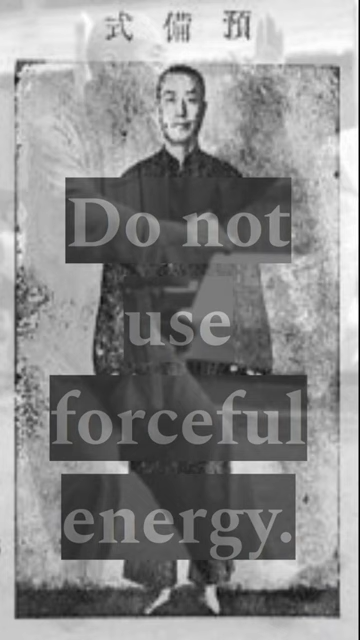 式備預
Do not
use
forceful
energy.